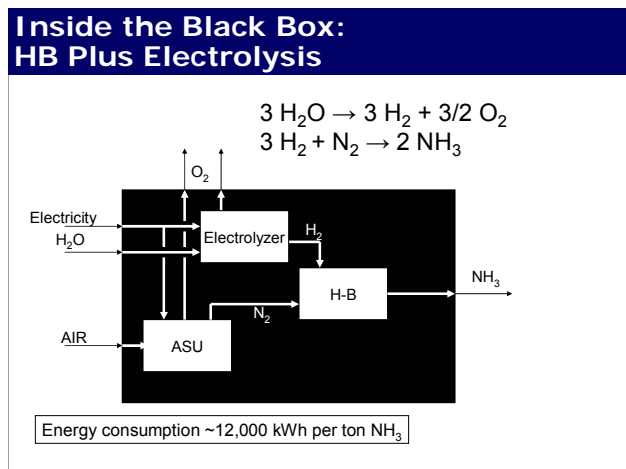 Inside the Black Box:
HB Plus Electrolysis
3 H₂O → 3 H₂ + 3/2 O₂
3 H₂ + N₂ → 2 NH₃
O₂
Electricity
H₂O
Electrolyzer
H₂
NH₃
H-B
N₂
AIR
ASU
Energy consumption ~12,000 kWh per ton NH₃